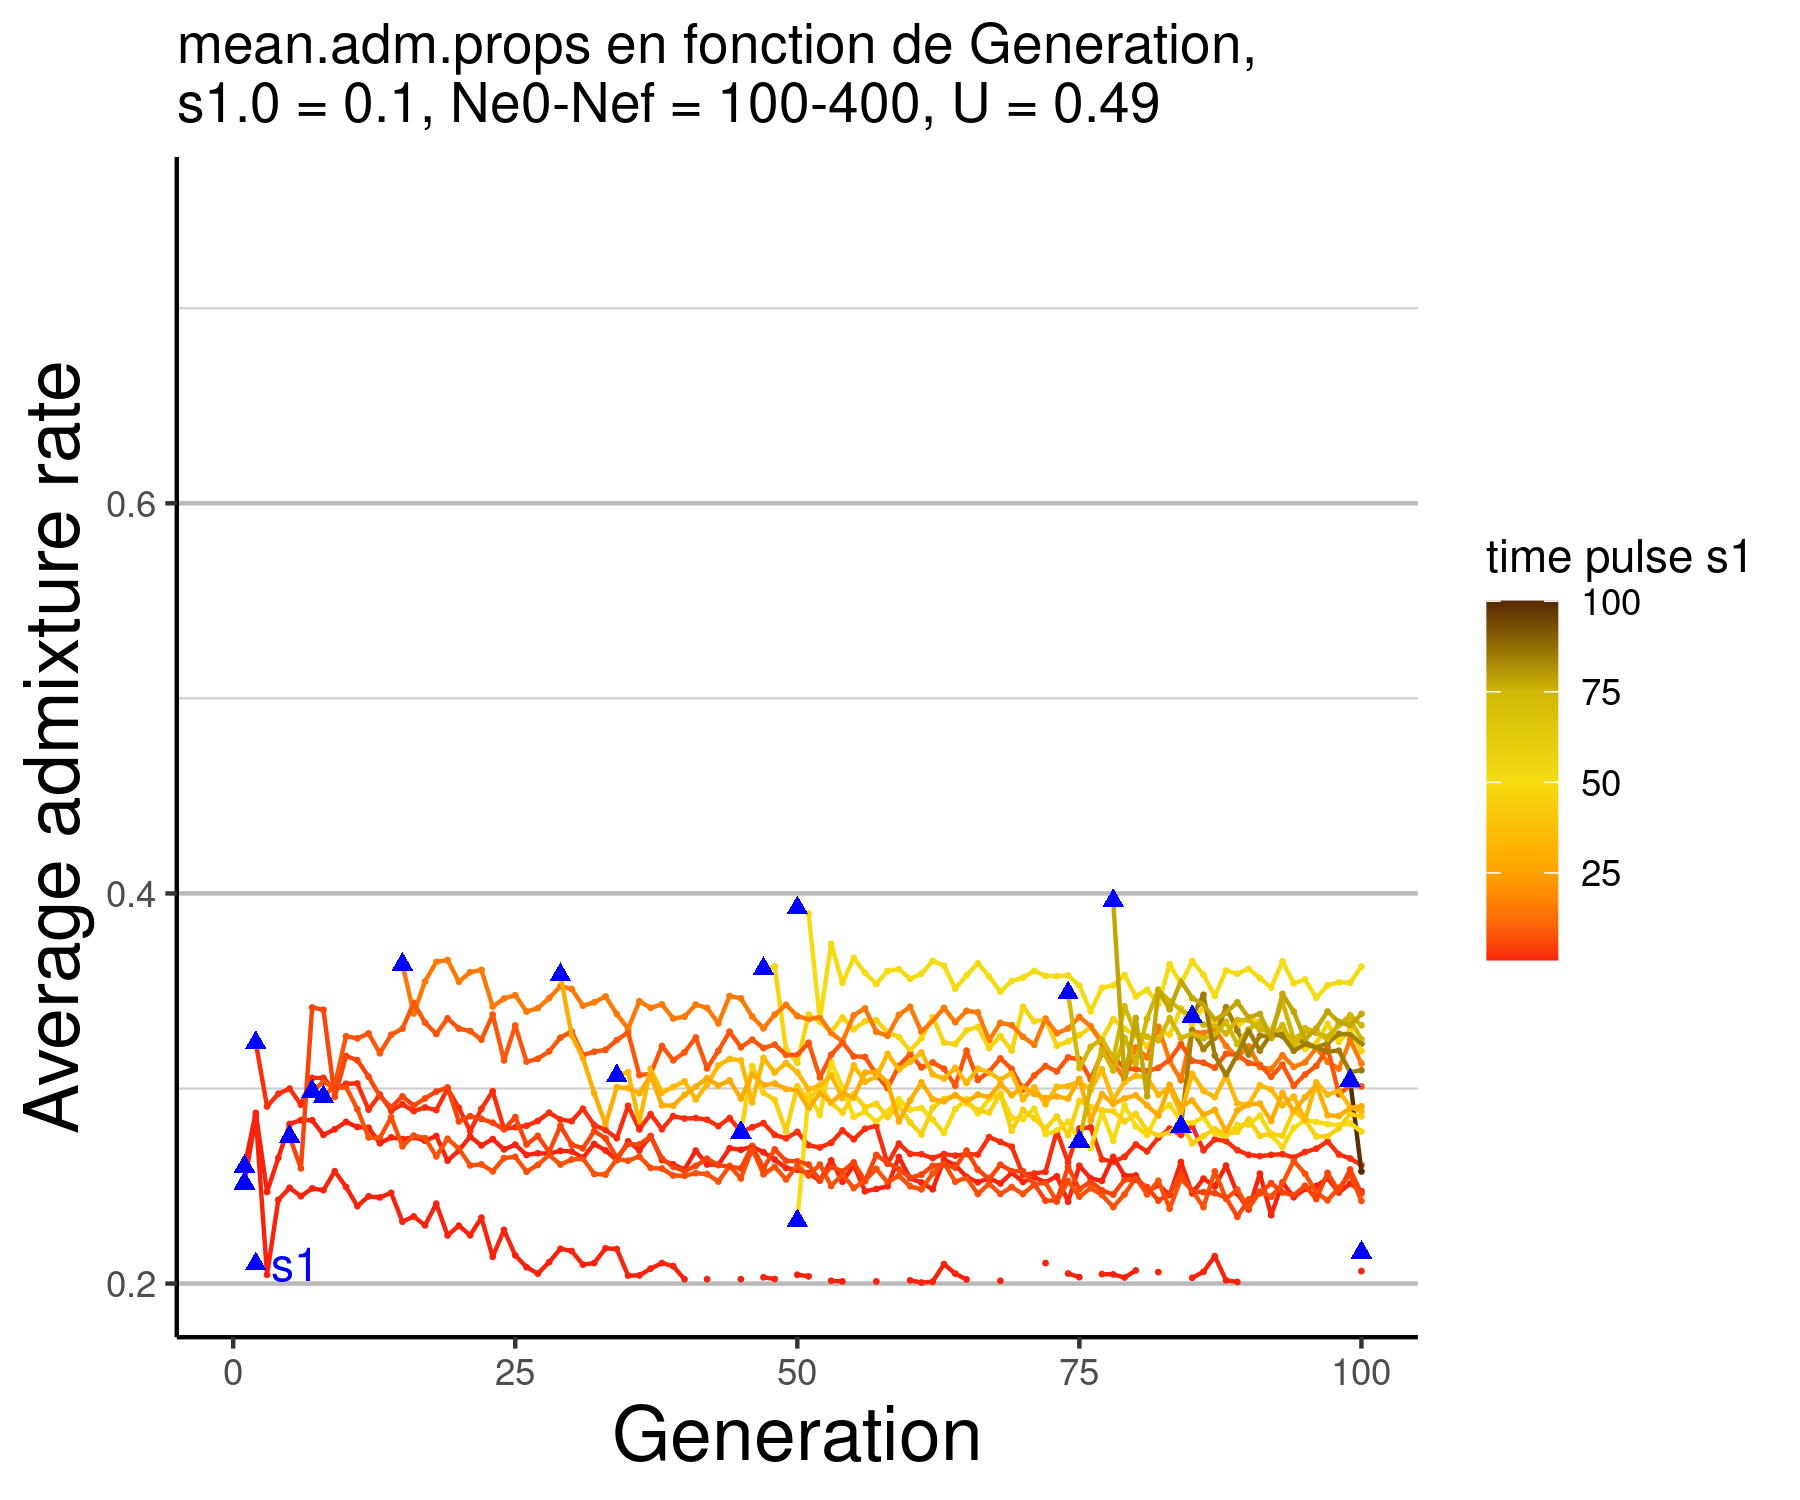 mean.adm.props en fonction de Generation,
s1.0 = 0.1, Ne0-Nef = 100-400, U = 0.49
Average admixture rate
0.6
0.4
0.2
s1
0
25
50
75
100
Generation
time pulse s1
100
75
50
25